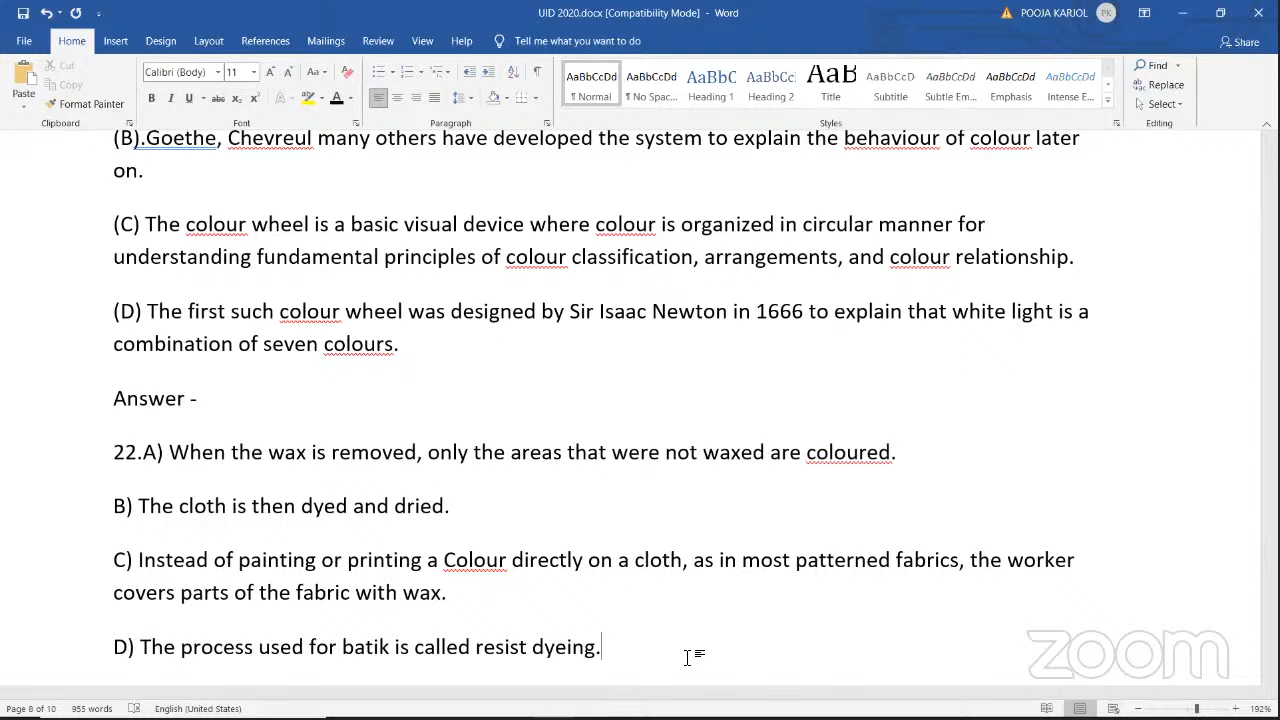 UID 2020.docx [Compatibility Mode] - Word
POOJA KARJOL PK
File Home Insert Design Layout References Mailings Review View Help Tell me what you want to do Share
Paste Cut Copy Format Painter
Calibri (Body) 11 Aa
B I U abc x₂ x² A
AaBbCcDd AaBbCcDd AaBbC AaBbCc AaB AaBbCcD AaBbCcDd AaBbCcDd AaBbCcDd
¶ Normal ¶ No Spac... Heading 1 Heading 2 Title Subtitle Subtle Em... Emphasis Intense E...
Find Replace Select
Clipboard Font Paragraph Styles Editing
(B).Goethe, Chevreul many others have developed the system to explain the behaviour of colour later
on.
(C) The colour wheel is a basic visual device where colour is organized in circular manner for
understanding fundamental principles of colour classification, arrangements, and colour relationship.
(D) The first such colour wheel was designed by Sir Isaac Newton in 1666 to explain that white light is a
combination of seven colours.
Answer -
22.A) When the wax is removed, only the areas that were not waxed are coloured.
B) The cloth is then dyed and dried.
C) Instead of painting or printing a Colour directly on a cloth, as in most patterned fabrics, the worker
covers parts of the fabric with wax.
D) The process used for batik is called resist dyeing.
zoom
Page 8 of 10 955 words English (United States) 192%